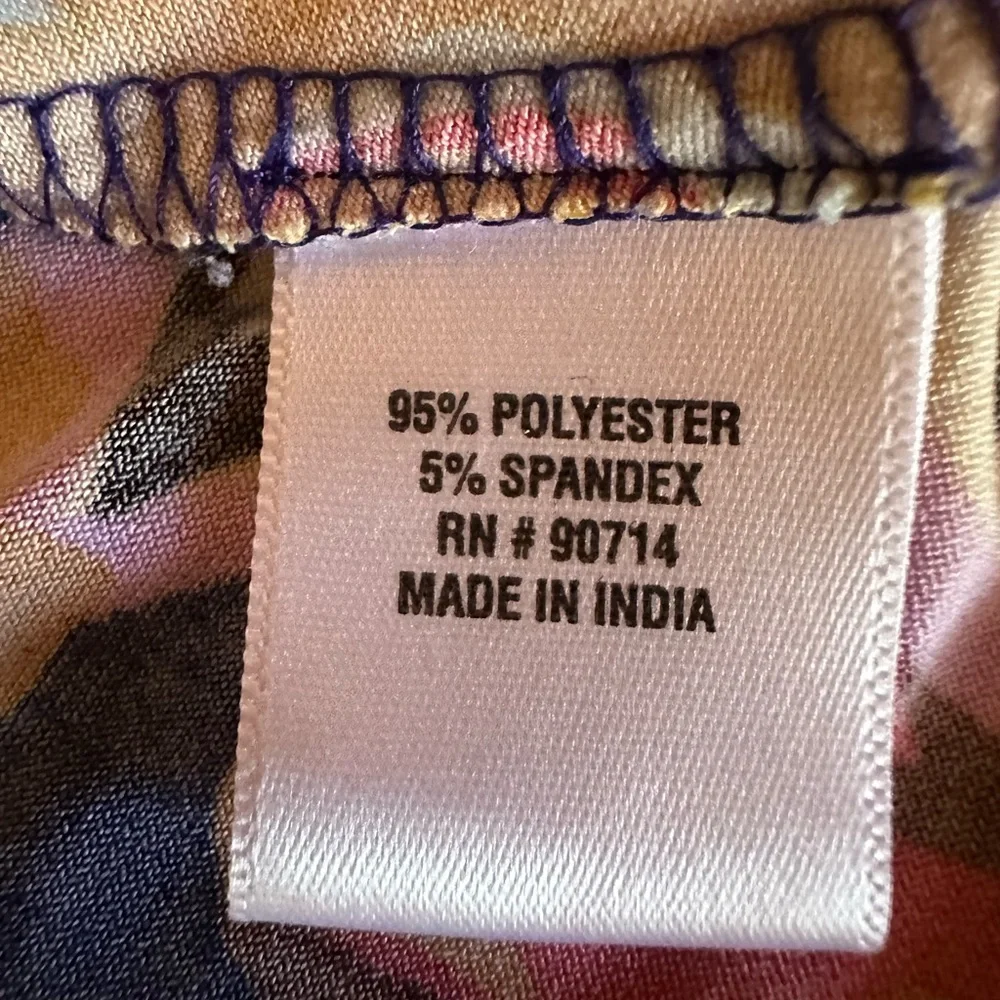 95% POLYESTER
5% SPANDEX
RN # 90714
MADE IN INDIA